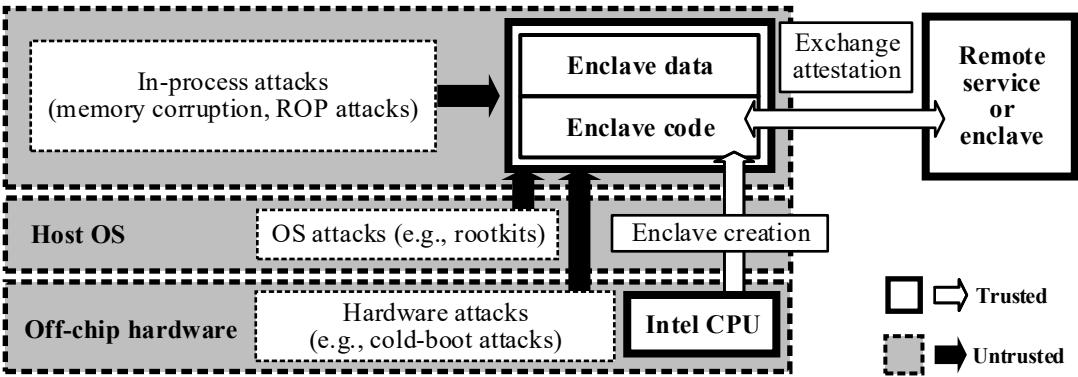 In-process attacks
(memory corruption, ROP attacks)
Enclave data
Enclave code
Exchange
attestation
Remote
service
or
enclave
Host OS
OS attacks (e.g., rootkits)
Enclave creation
Off-chip hardware
Hardware attacks
(e.g., cold-boot attacks)
Intel CPU
Trusted
Untrusted